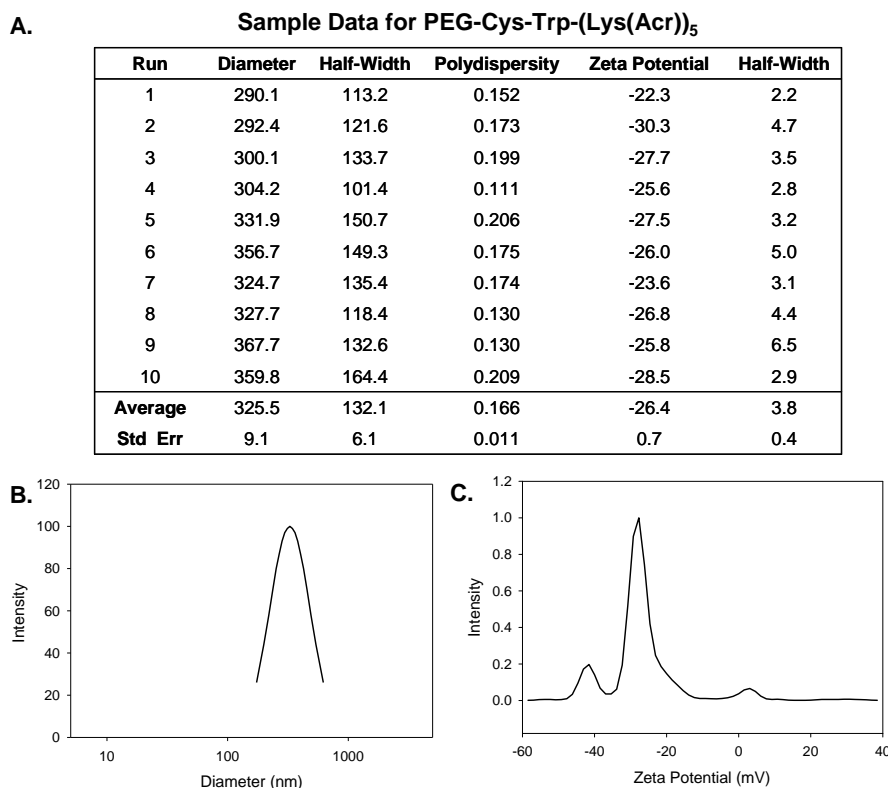 A.
Sample Data for PEG-Cys-Trp-(Lys(Acr))5
Run Diameter Half-Width Polydispersity Zeta Potential Half-Width
1 290.1 113.2 0.152 -22.3 2.2
2 292.4 121.6 0.173 -30.3 4.7
3 300.1 133.7 0.199 -27.7 3.5
4 304.2 101.4 0.111 -25.6 2.8
5 331.9 150.7 0.206 -27.5 3.2
6 356.7 149.3 0.175 -26.0 5.0
7 324.7 135.4 0.174 -23.6 3.1
8 327.7 118.4 0.130 -26.8 4.4
9 367.7 132.6 0.130 -25.8 6.5
10 359.8 164.4 0.209 -28.5 2.9
Average 325.5 132.1 0.166 -26.4 3.8
Std Err 9.1 6.1 0.011 0.7 0.4
B.
120
100
80
60
40
20
0
Intensity
10 100 1000
Diameter (nm)
C.
1.2
1.0
0.8
0.6
0.4
0.2
0.0
Intensity
-60 -40 -20 0 20 40
Zeta Potential (mV)